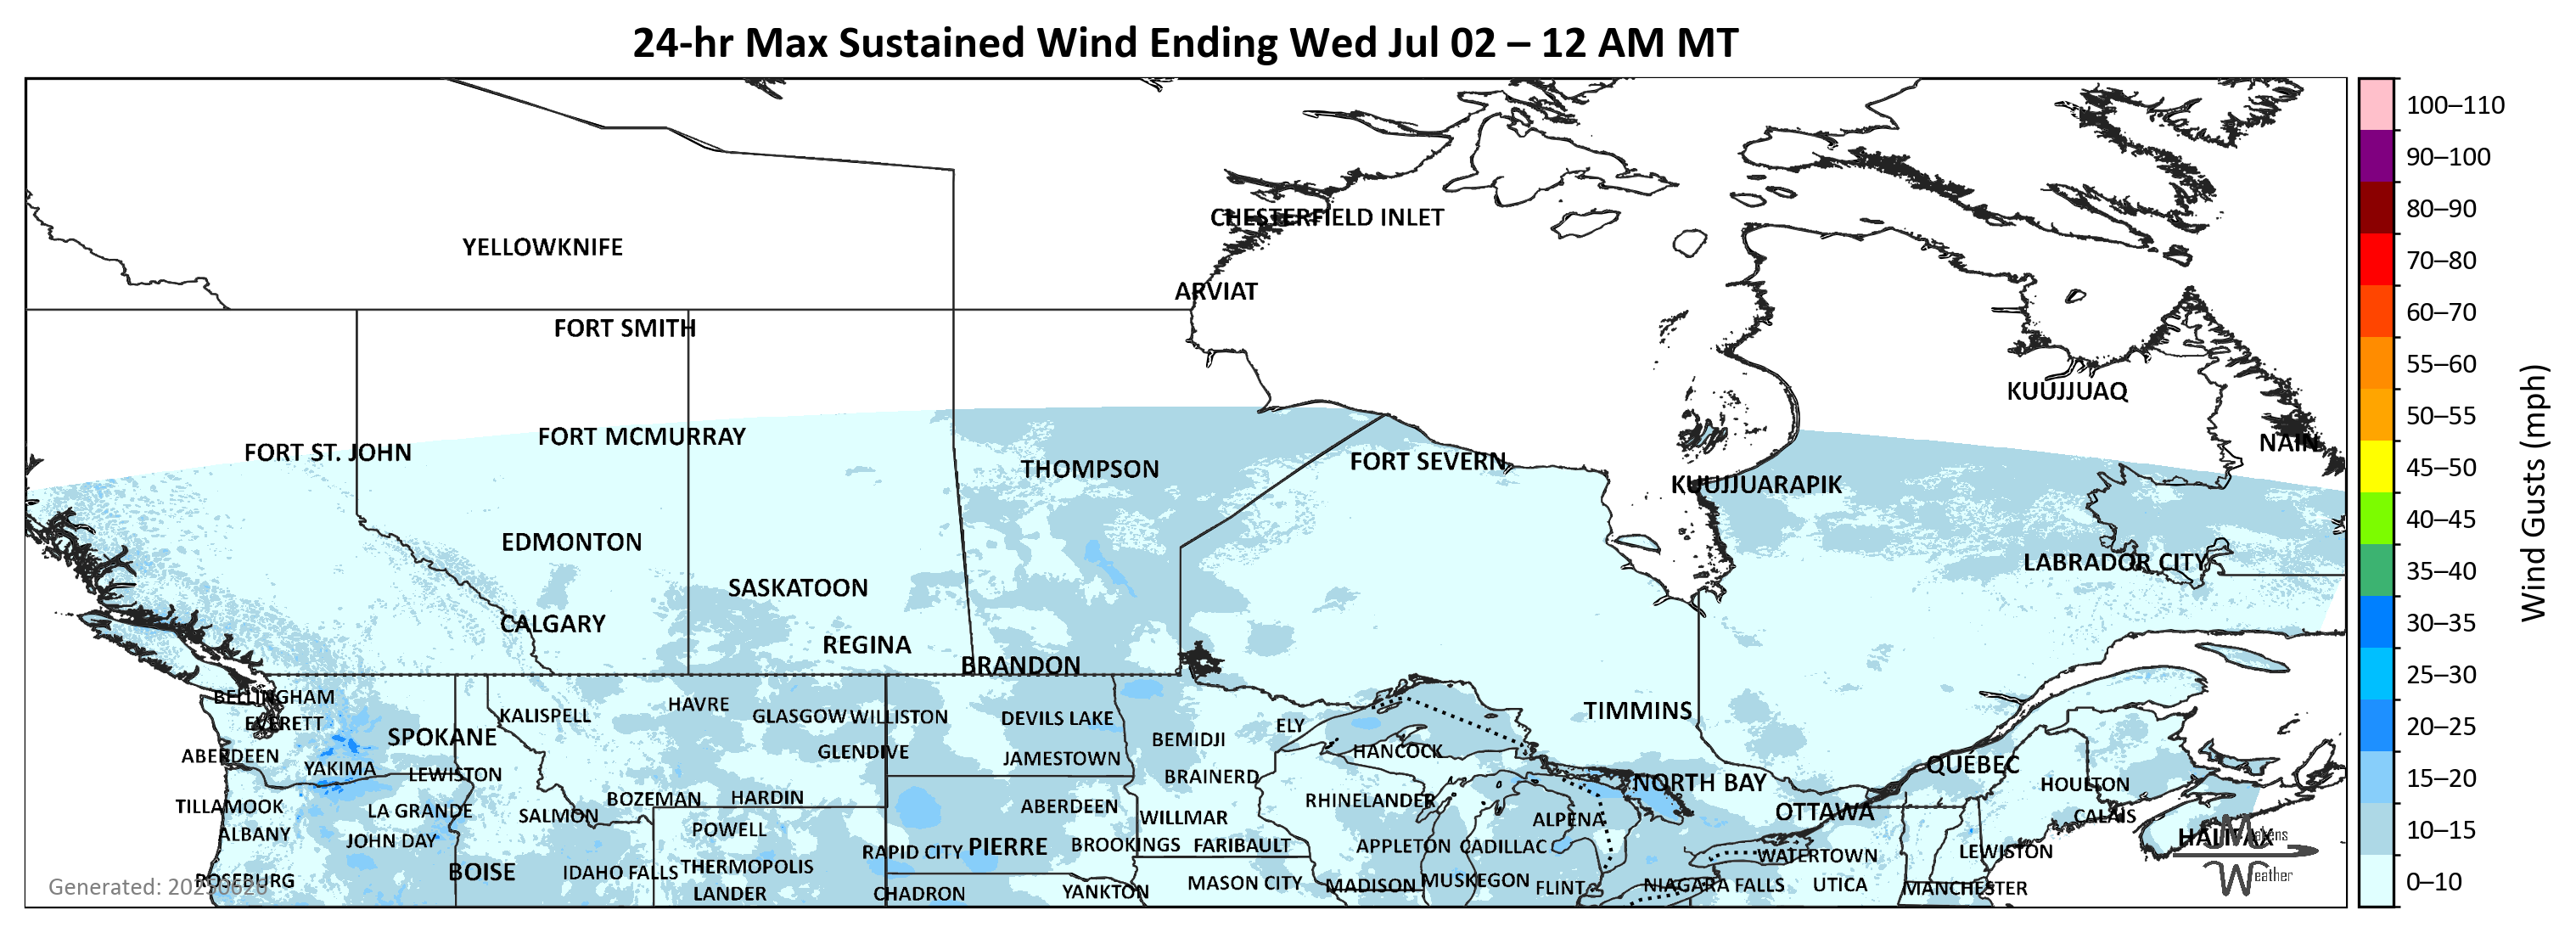 24-hr Max Sustained Wind Ending Wed Jul 02 – 12 AM MT
100–110
90–100
80–90
70–80
60–70
55–60
50–55
45–50
40–45
35–40
30–35
25–30
20–25
15–20
10–15
0–10
Wind Gusts (mph)
CHESTERFIELD INLET
YELLOWKNIFE
ARVIAT
FORT SMITH
KUUJJUAQ
FORT MCMURRAY
NAIN
FORT ST. JOHN
FORT SEVERN
THOMPSON
KUUJJUARAPIK
EDMONTON
LABRADOR CITY
SASKATOON
CALGARY
REGINA
BRANDON
BELLINGHAM
HAVRE
TIMMINS
KALISPELL
GLASGOW
WILLISTON
DEVILS LAKE
EVERETT
ELY
SPOKANE
BEMIDJI
HANCOCK
GLENDIVE
ABERDEEN
JAMESTOWN
QUÉBEC
YAKIMA
LEWISTON
BRAINERD
NORTH BAY
HOULTON
BOZEMAN
HARDIN
RHINELANDER
TILLAMOOK
LA GRANDE
ABERDEEN
OTTAWA
SALMON
WILLMAR
CALAIS
ALPENA
POWELL
ALBANY
HALIFAX
Makens
Weather
JOHN DAY
PIERRE
BROOKINGS
FARIBAULT
APPLETON
CADILLAC
RAPID CITY
LEWISTON
WATERTOWN
THERMOPOLIS
BOISE
IDAHO FALLS
ROSEBURG
MUSKEGON
MASON CITY
MADISON
NIAGARA FALLS
UTICA
FLINT
MANCHESTER
LANDER
CHADRON
YANKTON
Generated: 20250628